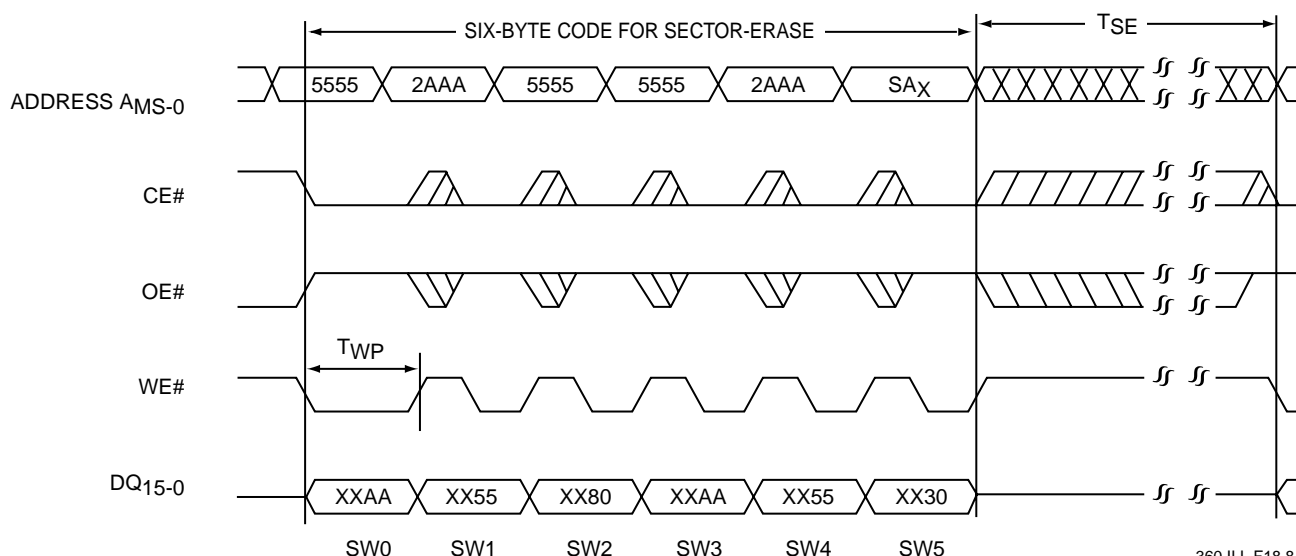 SIX-BYTE CODE FOR SECTOR-ERASE
TSE
ADDRESS AMS-0
5555 2AAA 5555 5555 2AAA SAX
CE#
OE#
TWP
WE#
DQ15-0
XXAA XX55 XX80 XXAA XX55 XX30
SW0 SW1 SW2 SW3 SW4 SW5